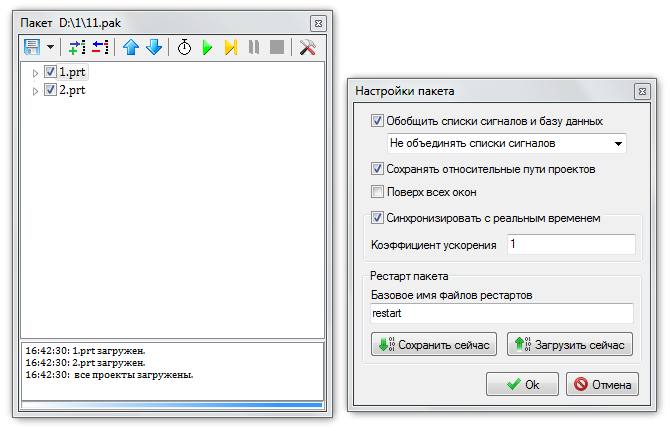 Пакет D:\1\11.pak
1.prt
2.prt
16:42:30: 1.prt загружен.
16:42:30: 2.prt загружен.
16:42:30: все проекты загружены.
Настройки пакета
Обобщить списки сигналов и базу данных
Не объединять списки сигналов
Сохранять относительные пути проектов
Поверх всех окон
Синхронизировать с реальным временем
Коэффициент ускорения 1
Рестарт пакета
Базовое имя файлов рестартов
restart
Сохранить сейчас Загрузить сейчас
Ok Отмена